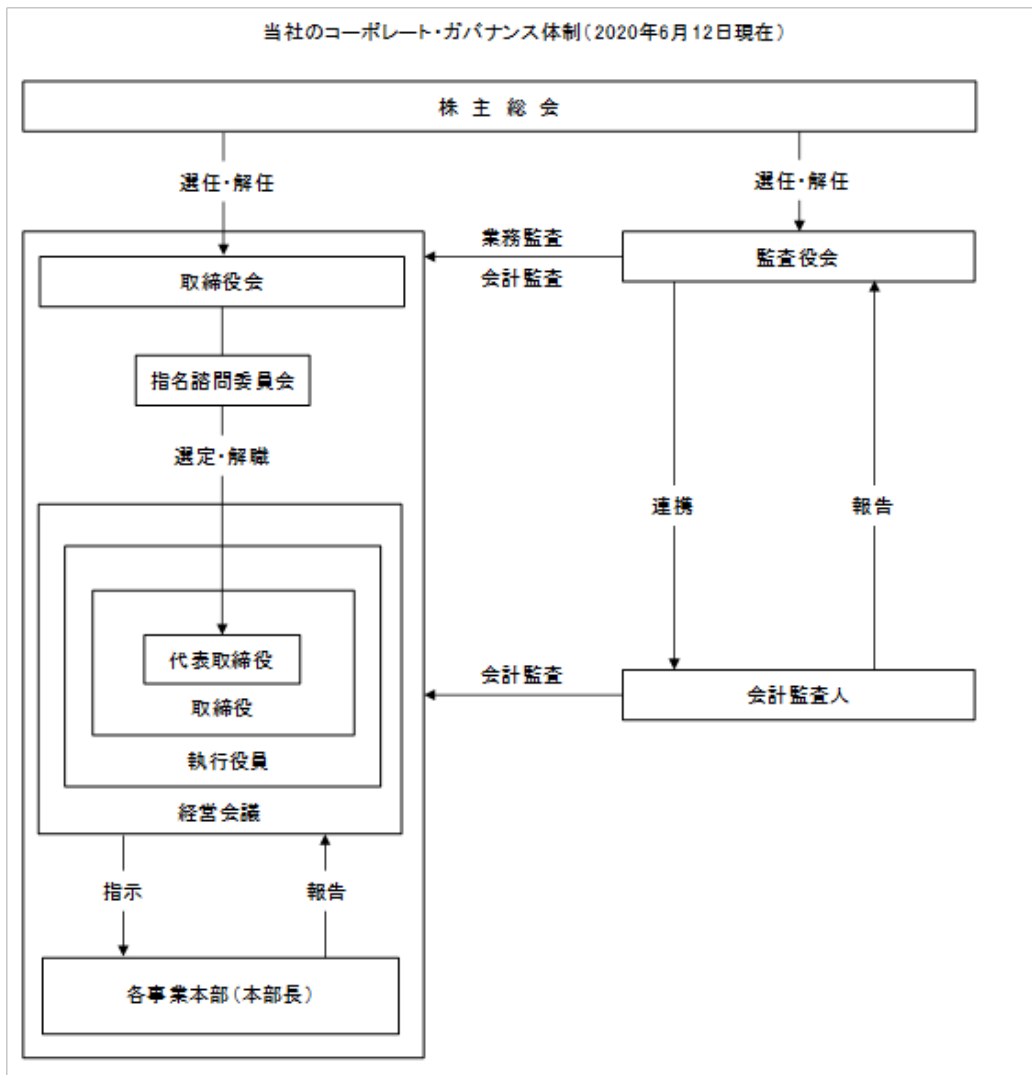 当社のコーポレート・ガバナンス体制（2020年6月12日現在）
株 主 総 会
選任・解任
選任・解任
業務監査
会計監査
監査役会
取締役会
指名諮問委員会
選定・解職
連携
報告
代表取締役
取締役
執行役員
経営会議
会計監査
会計監査人
指示
報告
各事業本部（本部長）